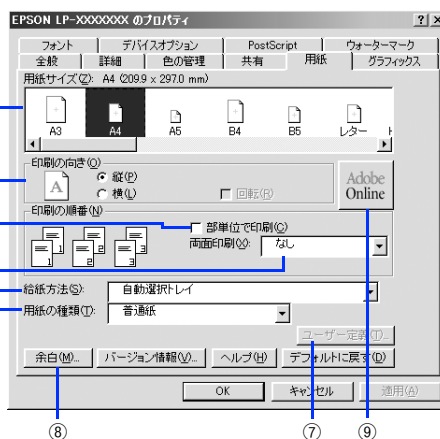 EPSON LP-XXXXXXX のプロパティ
フォント デバイスオプション PostScript ウォーターマーク
全般 詳細 色の管理 共有 用紙 グラフィックス
用紙サイズ(Z): A4 (209.9 x 297.0 mm)
A3 A4 A5 B4 B5 レター
印刷の向き(O)
A 縦(P)
横(L) 回転(R)
Adobe
Online
印刷の順番(N)
部単位で印刷(C)
1 1 2 2 3 3
両面印刷(X): なし
給紙方法(S): 自動選択トレイ
用紙の種類(T): 普通紙
ユーザー定義(T)...
余白(M)... バージョン情報(V)... ヘルプ(H) デフォルトに戻す(D)
OK キャンセル 適用(A)
⑧ ⑦ ⑨